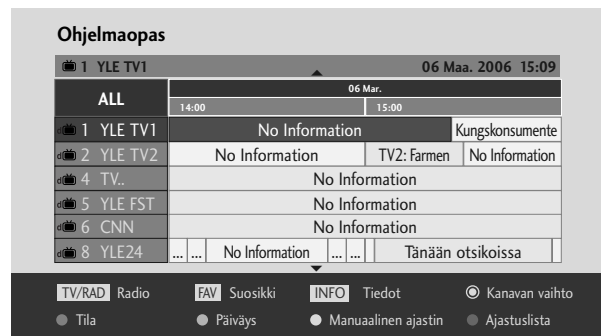 Ohjelmaopas
1 YLE TV1 06 Maa. 2006 15:09
ALL 06 Mar.
14:00 15:00
1 YLE TV1 No Information Kungskonsumente
2 YLE TV2 No Information TV2: Farmen No Information
4 TV.. No Information
5 YLE FST No Information
6 CNN No Information
8 YLE24 ... ... No Information ... ... Tänään otsikoissa
TV/RAD Radio FAV Suosikki INFO Tiedot Kanavan vaihto
Tila Päiväys Manuaalinen ajastin Ajastuslista